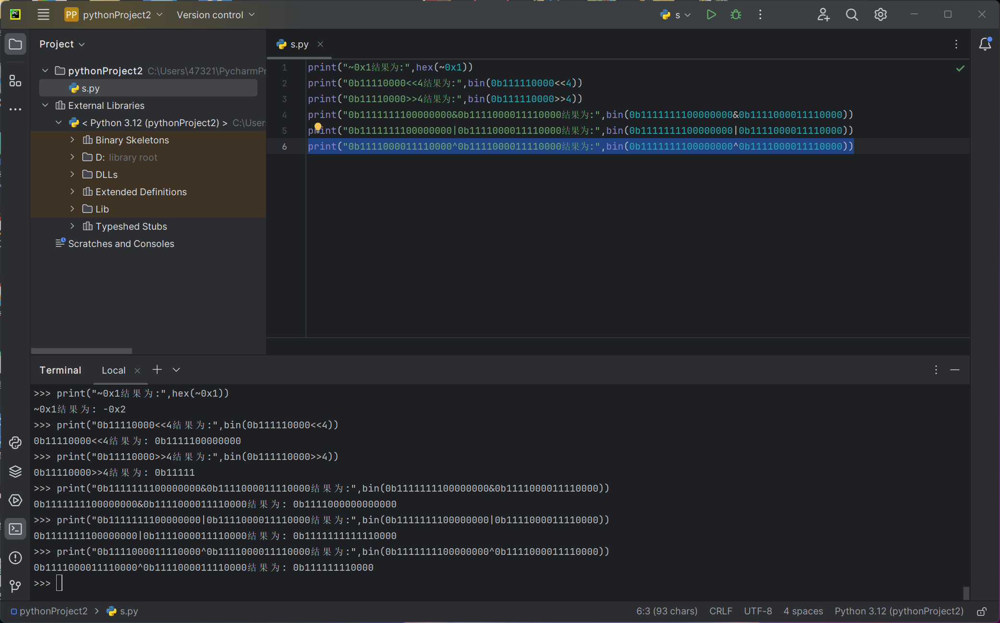 PC
PP pythonProject2 Version control s
Project
s.py
pythonProject2 C:\Users\47321\PycharmPr
s.py
External Libraries
< Python 3.12 (pythonProject2) > C:\User
Binary Skeletons
D: library root
DLLs
Extended Definitions
Lib
Typeshed Stubs
Scratches and Consoles
1 print("~0x1结果为:",hex(~0x1))
2 print("0b11110000<<4结果为:",bin(0b111110000<<4))
3 print("0b11110000>>4结果为:",bin(0b111110000>>4))
4 print("0b1111111100000000&0b1111000011110000结果为:",bin(0b1111111100000000&0b1111000011110000))
5 print("0b1111111100000000|0b1111000011110000结果为:",bin(0b1111111100000000|0b1111000011110000))
6 print("0b1111000011110000^0b1111000011110000结果为:",bin(0b1111111100000000^0b1111000011110000))
Terminal Local
>>> print("~0x1结果为:",hex(~0x1))
~0x1结果为: -0x2
>>> print("0b11110000<<4结果为:",bin(0b111110000<<4))
0b11110000<<4结果为: 0b1111100000000
>>> print("0b11110000>>4结果为:",bin(0b111110000>>4))
0b11110000>>4结果为: 0b11111
>>> print("0b1111111100000000&0b1111000011110000结果为:",bin(0b1111111100000000&0b1111000011110000))
0b1111111100000000&0b1111000011110000结果为: 0b1111000000000000
>>> print("0b1111111100000000|0b1111000011110000结果为:",bin(0b1111111100000000|0b1111000011110000))
0b1111111100000000|0b1111000011110000结果为: 0b1111111111110000
>>> print("0b1111000011110000^0b1111000011110000结果为:",bin(0b1111111100000000^0b1111000011110000))
0b1111000011110000^0b1111000011110000结果为: 0b111111110000
>>>
pythonProject2 > s.py 6:3 (93 chars) CRLF UTF-8 4 spaces Python 3.12 (pythonProject2)